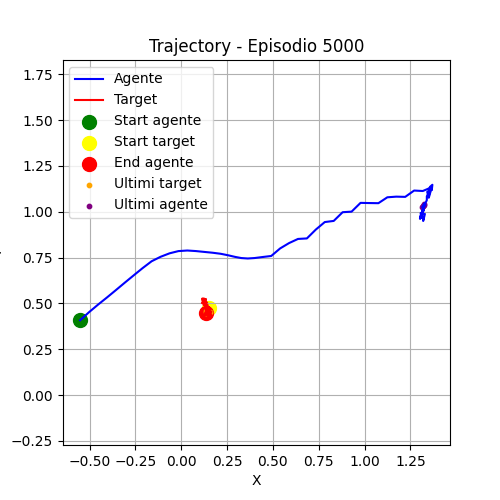 Trajectory - Episodio 5000
1.75
1.50
1.25
1.00
0.75
0.50
0.25
0.00
−0.25
Agente
Target
Start agente
Start target
End agente
Ultimi target
Ultimi agente
−0.50
−0.25
0.00
0.25
0.50
0.75
1.00
1.25
X